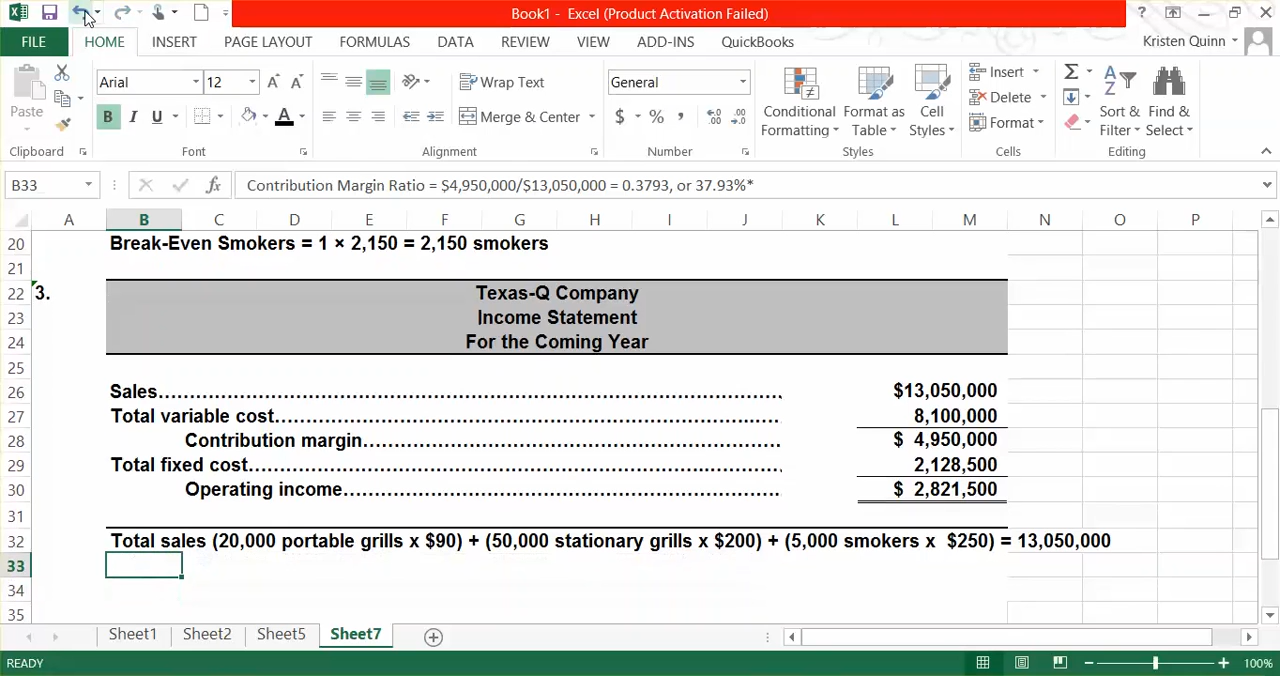 Book1 - Excel (Product Activation Failed)
FILE HOME INSERT PAGE LAYOUT FORMULAS DATA REVIEW VIEW ADD-INS QuickBooks Kristen Quinn
Paste
Arial 12
B I U A
Wrap Text
Merge & Center
General
$ % ,
Conditional Formatting
Format as Table
Cell Styles
Insert
Delete
Format
Sort & Filter
Find & Select
Clipboard Font Alignment Number Styles Cells Editing
B33 fx Contribution Margin Ratio = $4,950,000/$13,050,000 = 0.3793, or 37.93%*
A B C D E F G H I J K L M N O P
20 Break-Even Smokers = 1 × 2,150 = 2,150 smokers
21
22 3. Texas-Q Company
23 Income Statement
24 For the Coming Year
25
26 Sales.................................................................. $13,050,000
27 Total variable cost.................................................................. 8,100,000
28 Contribution margin.................................................................. $ 4,950,000
29 Total fixed cost.................................................................. 2,128,500
30 Operating income.................................................................. $ 2,821,500
31
32 Total sales (20,000 portable grills x $90) + (50,000 stationary grills x $200) + (5,000 smokers x $250) = 13,050,000
33
34
35
Sheet1 Sheet2 Sheet5 Sheet7
READY 100%